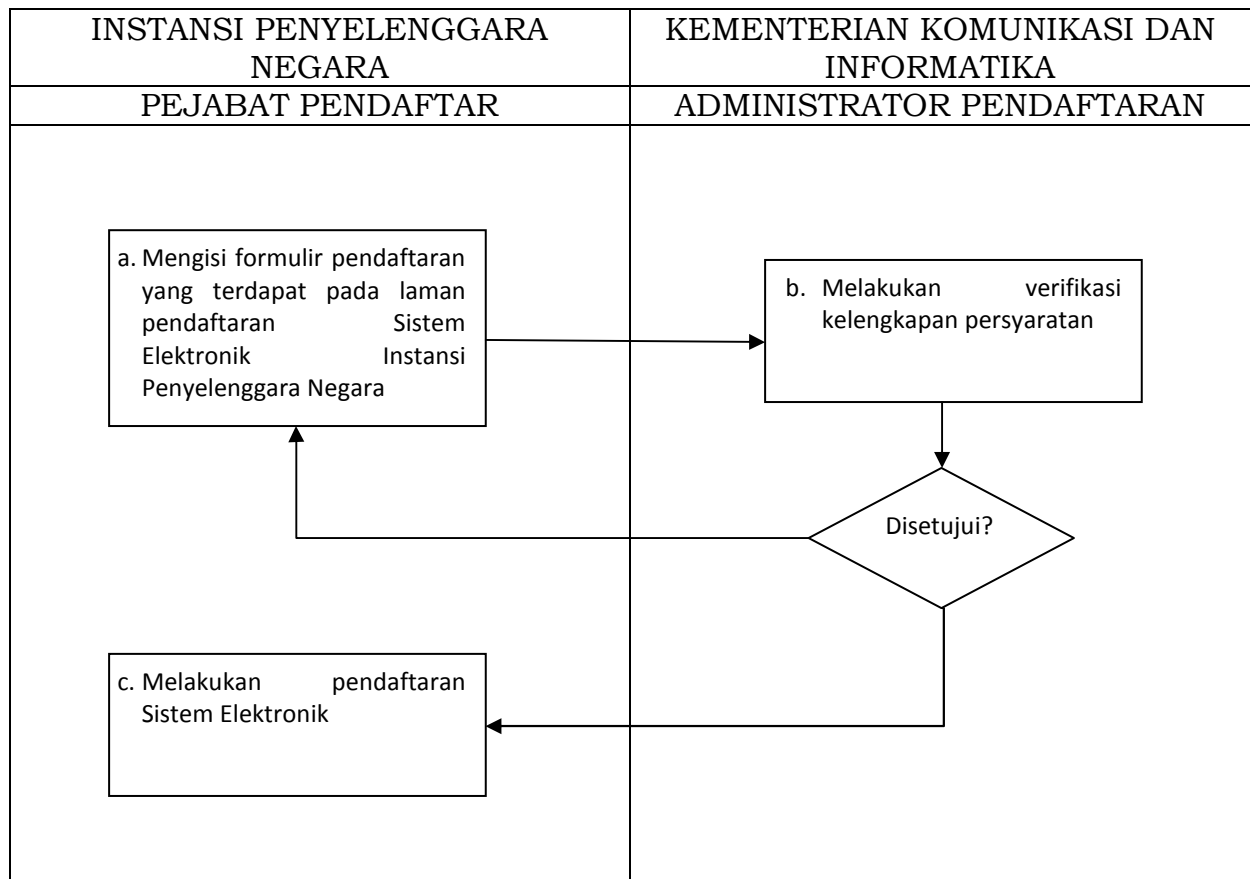 INSTANSI PENYELENGGARA
NEGARA
KEMENTERIAN KOMUNIKASI DAN
INFORMATIKA
PEJABAT PENDAFTAR
ADMINISTRATOR PENDAFTARAN
a. Mengisi formulir pendaftaran
yang terdapat pada laman
pendaftaran Sistem
Elektronik Instansi
Penyelenggara Negara
b. Melakukan verifikasi
kelengkapan persyaratan
Disetujui?
c. Melakukan pendaftaran
Sistem Elektronik